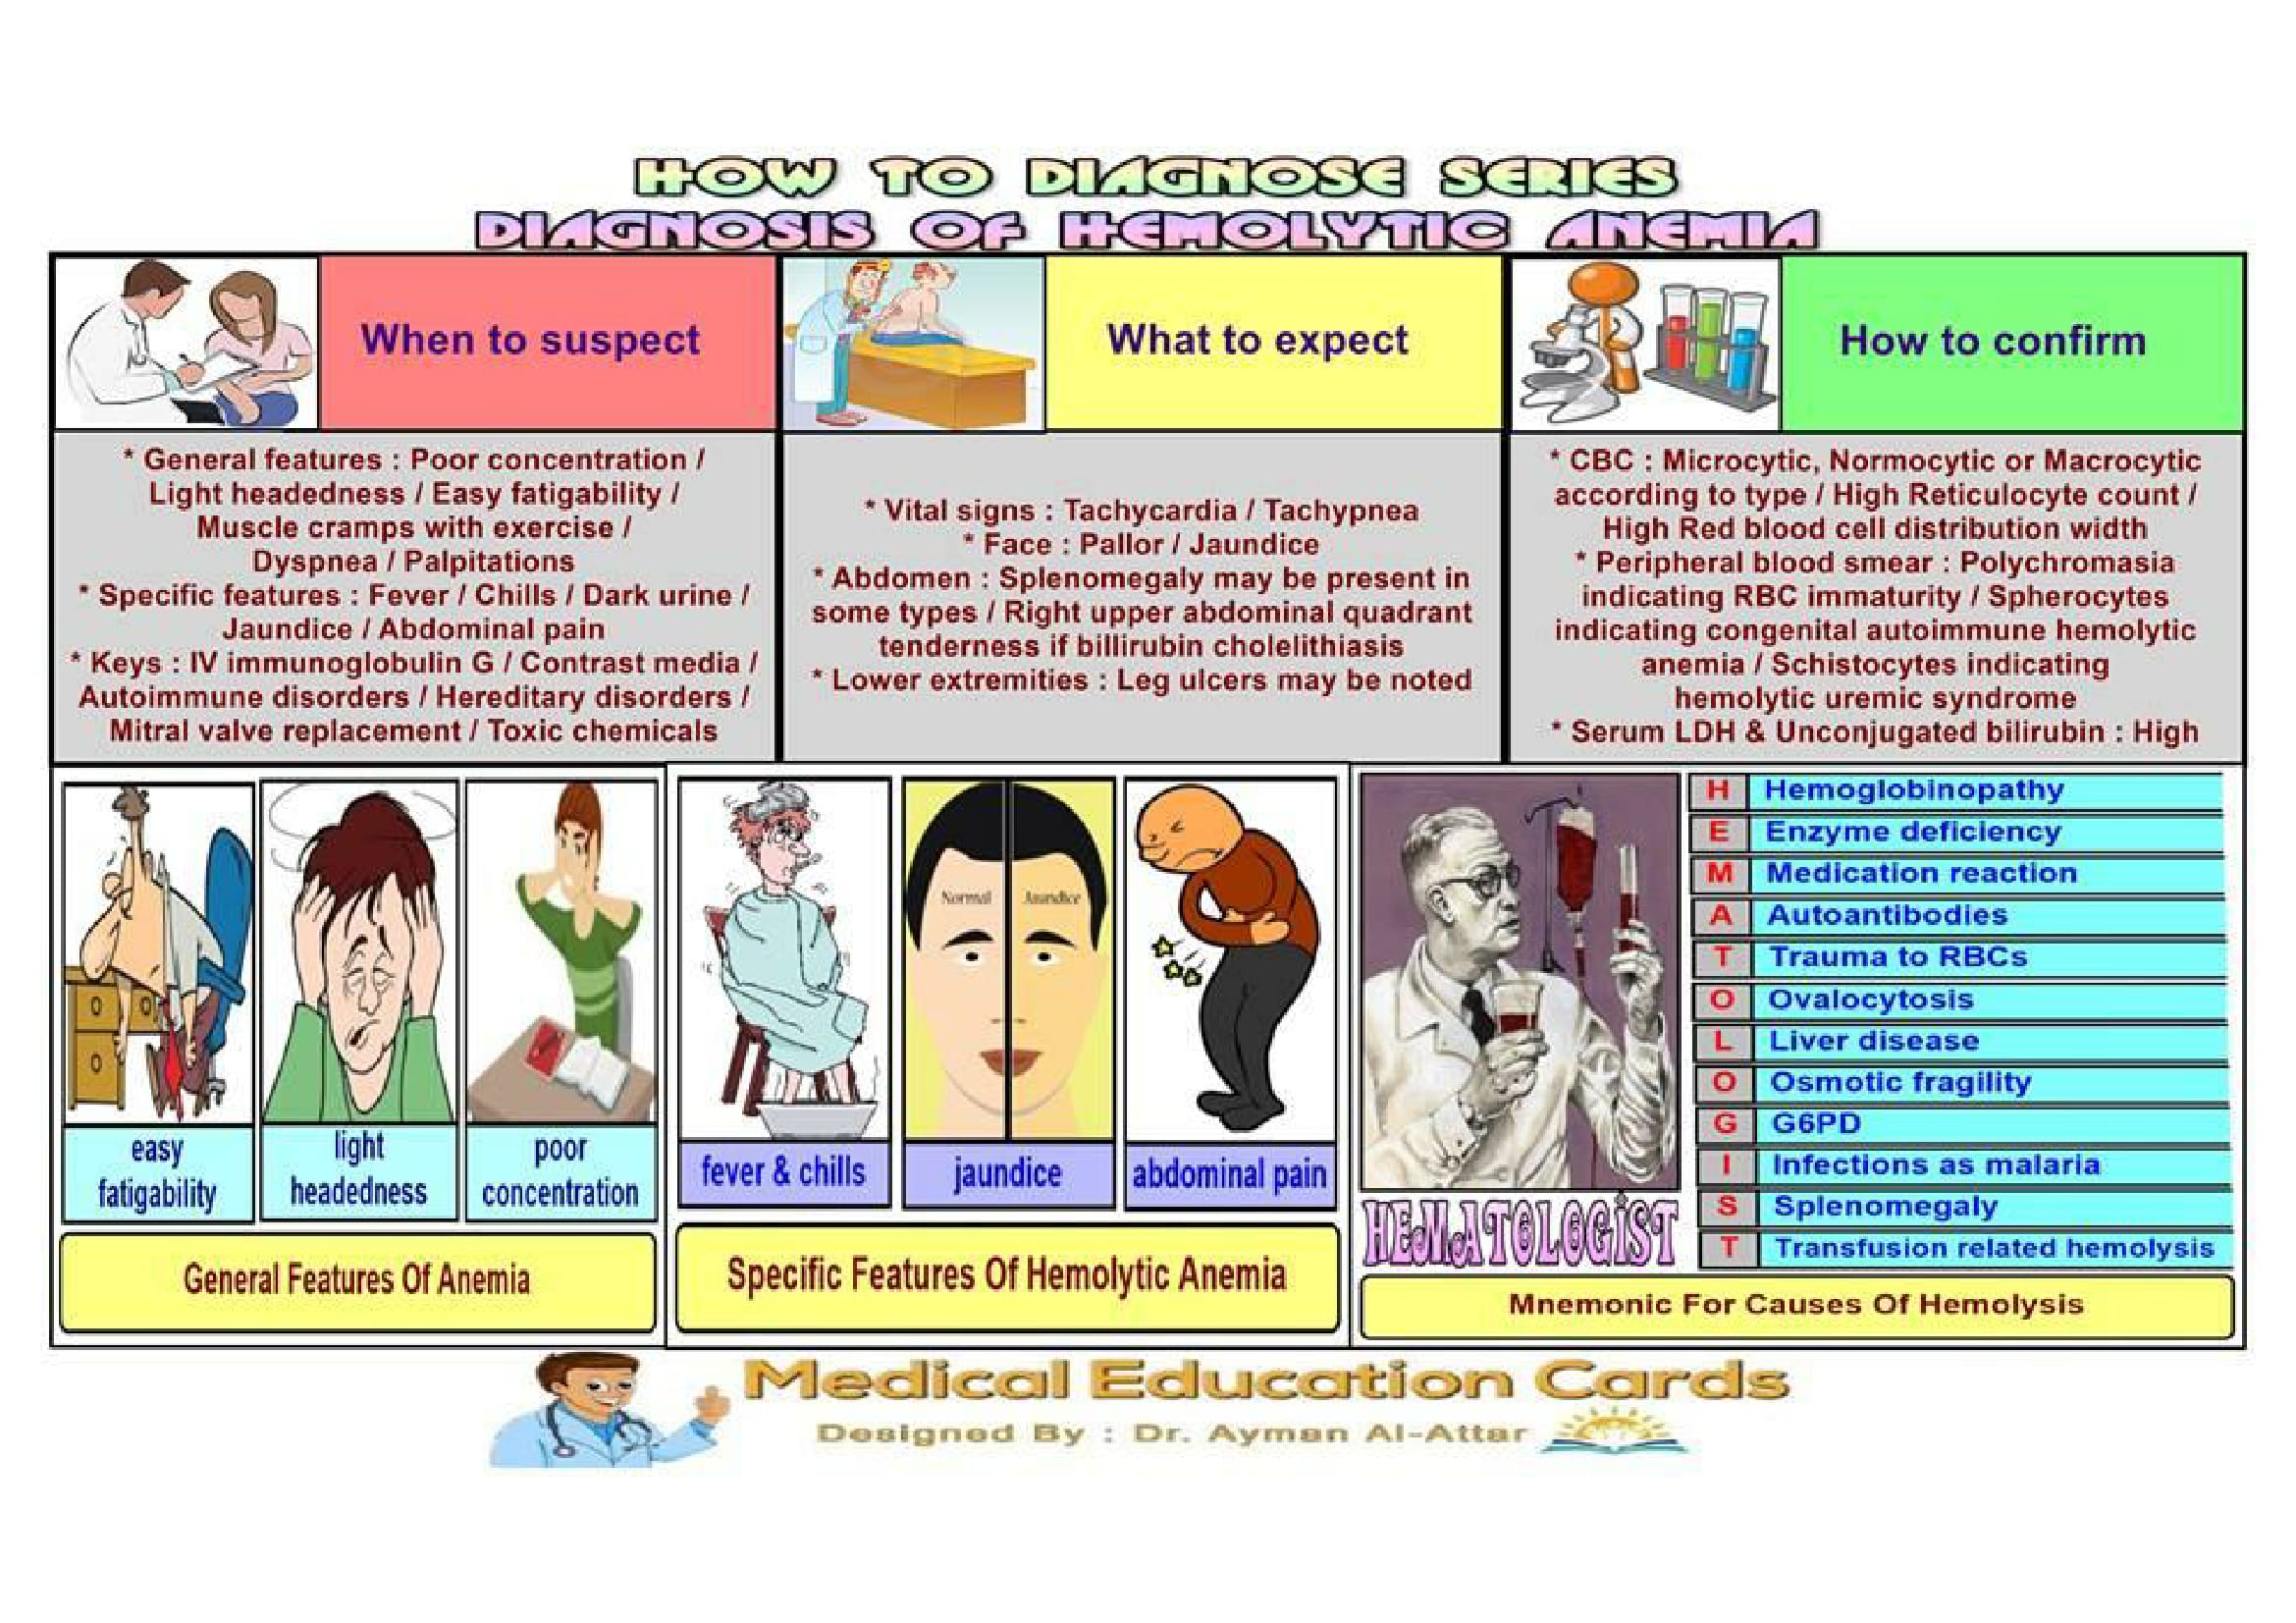 HOW TO DIAGNOSE SERIES
DIAGNOSIS OF HEMOLYTIC ANEMIA
When to suspect
* General features : Poor concentration /
Light headedness / Easy fatigability /
Muscle cramps with exercise /
Dyspnea / Palpitations
* Specific features : Fever / Chills / Dark urine /
Jaundice / Abdominal pain
* Keys : IV immunoglobulin G / Contrast media /
Autoimmune disorders / Hereditary disorders /
Mitral valve replacement / Toxic chemicals
What to expect
* Vital signs : Tachycardia / Tachypnea
* Face : Pallor / Jaundice
* Abdomen : Splenomegaly may be present in
some types / Right upper abdominal quadrant
tenderness if billirubin cholelithiasis
* Lower extremities : Leg ulcers may be noted
How to confirm
* CBC : Microcytic, Normocytic or Macrocytic
according to type / High Reticulocyte count /
High Red blood cell distribution width
* Peripheral blood smear : Polychromasia
indicating RBC immaturity / Spherocytes
indicating congenital autoimmune hemolytic
anemia / Schistocytes indicating
hemolytic uremic syndrome
* Serum LDH & Unconjugated bilirubin : High
easy
fatigability
light
headedness
poor
concentration
General Features Of Anemia
Normal Jaundice
fever & chills
jaundice
abdominal pain
Specific Features Of Hemolytic Anemia
HEMATOLOGIST
H Hemoglobinopathy
E Enzyme deficiency
M Medication reaction
A Autoantibodies
T Trauma to RBCs
O Ovalocytosis
L Liver disease
O Osmotic fragility
G G6PD
I Infections as malaria
S Splenomegaly
T Transfusion related hemolysis
Mnemonic For Causes Of Hemolysis
Medical Education Cards
Designed By : Dr. Ayman Al-Attar